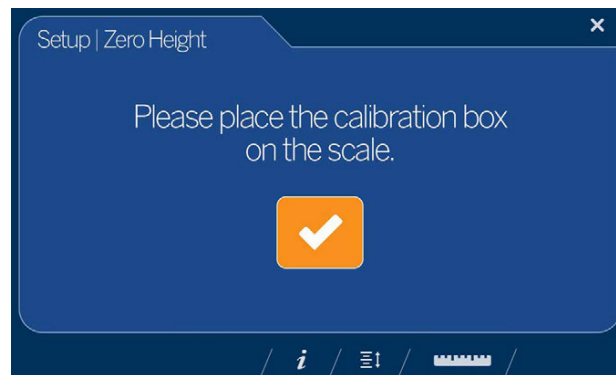 Setup | Zero Height
Please place the calibration box
on the scale.
i